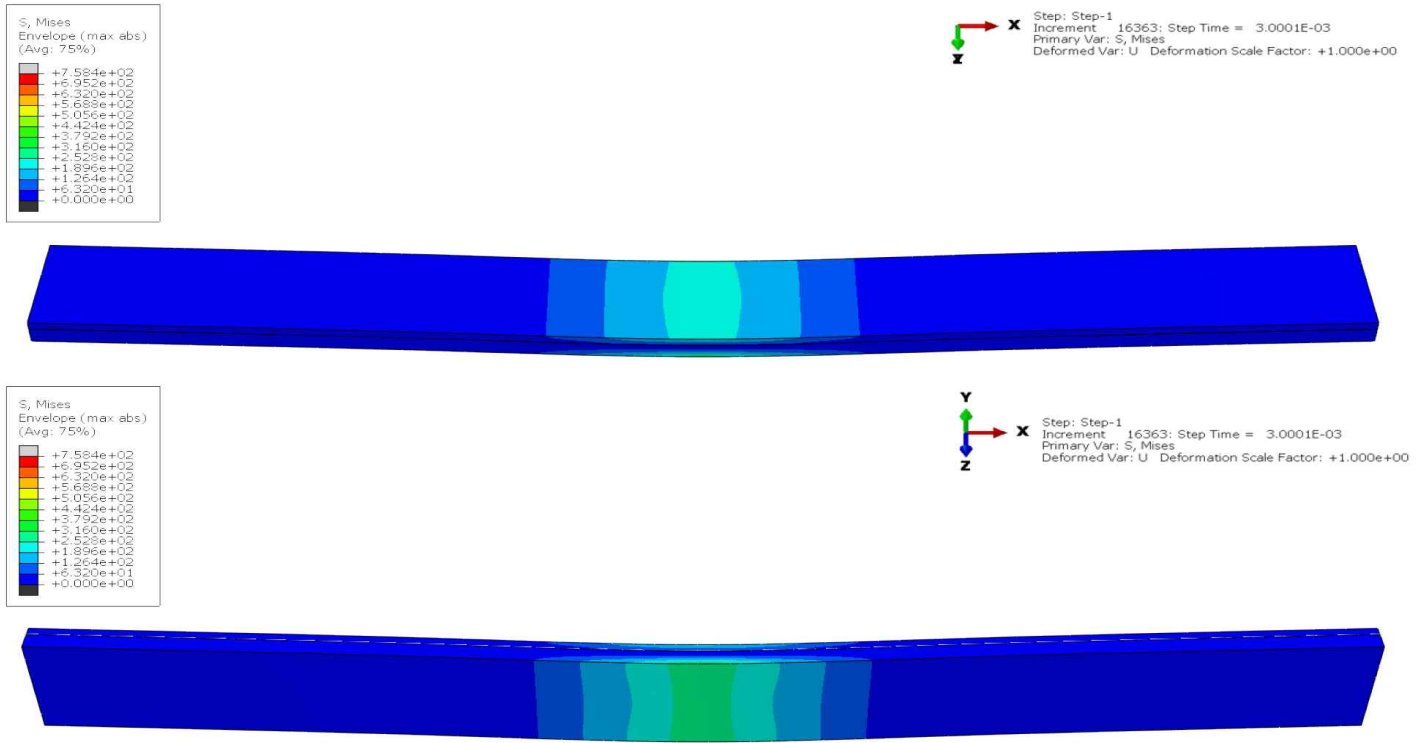 S, Mises
Envelope (max abs)
(Avg: 75%)
+7.584e+02
+6.952e+02
+6.320e+02
+5.688e+02
+5.056e+02
+4.424e+02
+3.792e+02
+3.160e+02
+2.528e+02
+1.896e+02
+1.264e+02
+6.320e+01
+0.000e+00
X
Z
Step: Step-1
Increment 16363: Step Time = 3.0001E-03
Primary Var: S, Mises
Deformed Var: U Deformation Scale Factor: +1.000e+00
S, Mises
Envelope (max abs)
(Avg: 75%)
+7.584e+02
+6.952e+02
+6.320e+02
+5.688e+02
+5.056e+02
+4.424e+02
+3.792e+02
+3.160e+02
+2.528e+02
+1.896e+02
+1.264e+02
+6.320e+01
+0.000e+00
Y
X
Z
Step: Step-1
Increment 16363: Step Time = 3.0001E-03
Primary Var: S, Mises
Deformed Var: U Deformation Scale Factor: +1.000e+00